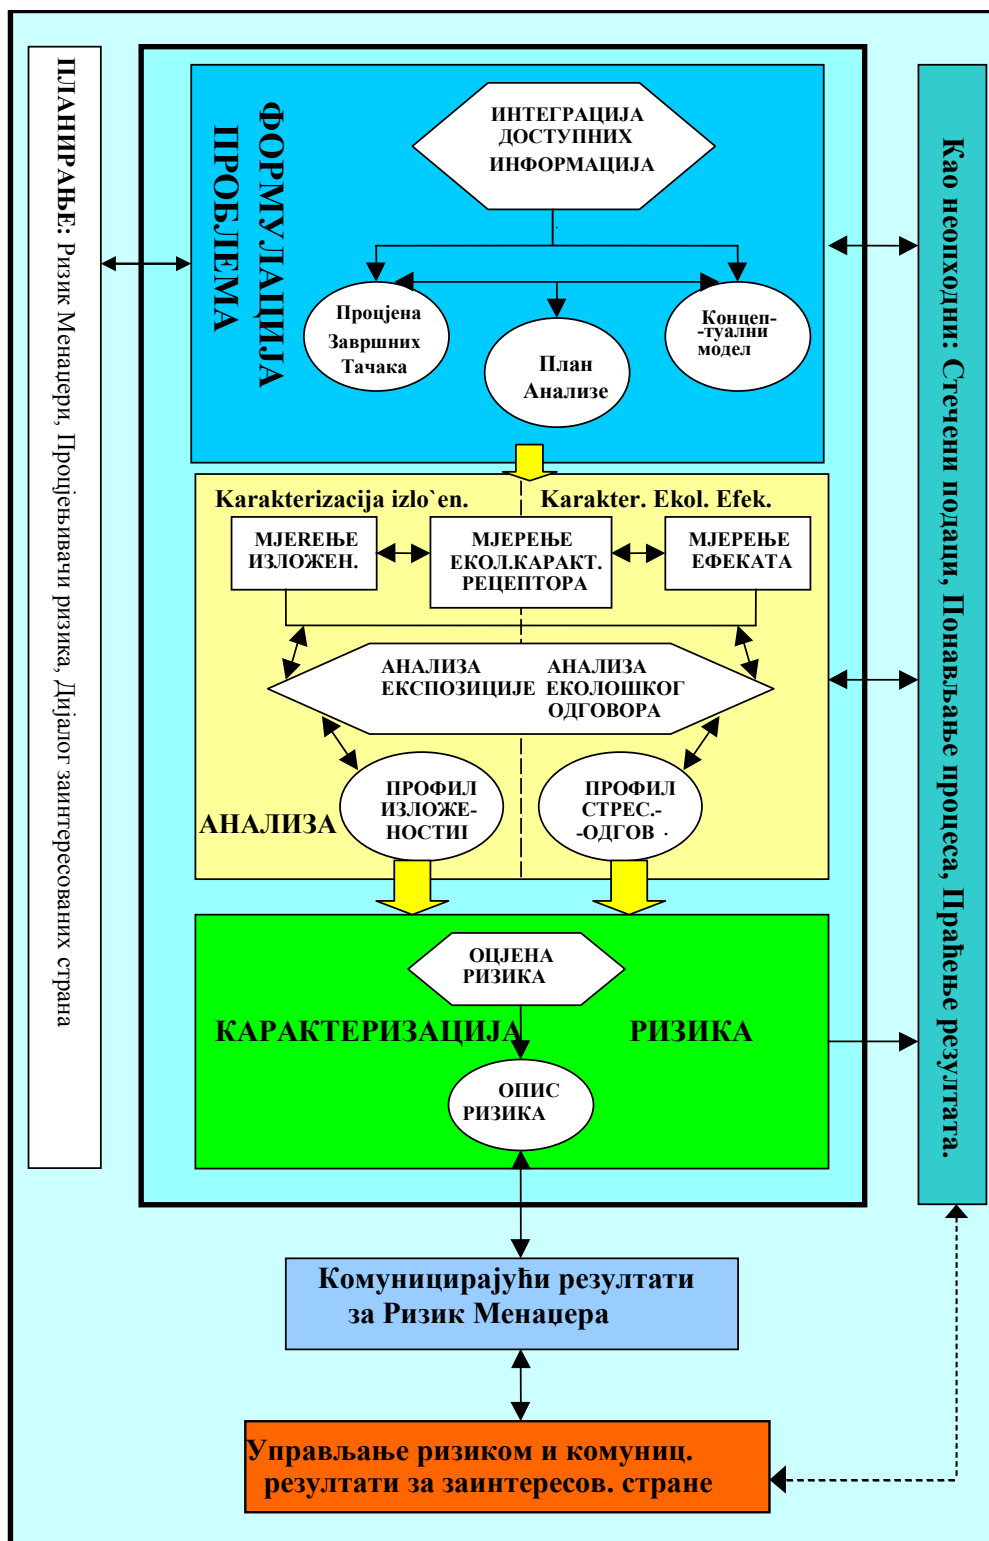 ПЛАНИРАЊЕ: Ризик Менаџери, Процјењивачи ризика, Дијалог заинтересованих страна
ФОРМУЛАЦИЈА
ПРОБЛЕМА
ИНТЕГРАЦИЈА
ДОСТУПНИХ
ИНФОРМАЦИЈА
Процјена
Завршних
Тачака
План
Анализе
Концеп-
-туални
модел
Karakterizacija izlo`en.
Karakter. Ekol. Efek.
МЈЕRЕЊЕ
ИЗЛОЖЕН.
МЈЕРЕЊЕ
ЕКОЛ.КАРАКТ.
РЕЦЕПТОРА
МЈЕРЕЊЕ
ЕФЕКАТА
АНАЛИЗА
ЕКСПОЗИЦИЈЕ
АНАЛИЗА
ЕКОЛОШКОГ
ОДГОВОРА
ПРОФИЛ
ИЗЛОЖЕ-
НОСТИI
ПРОФИЛ
СТРЕС.-
-ОДГОВ .
АНАЛИЗА
ОЦЈЕНА
РИЗИКА
КАРАКТЕРИЗАЦИЈА РИЗИКА
ОПИС
РИЗИКА
Као неопходни: Стечени подаци, Понављање процеса, Праћење резултата.
Комуницирајући резултати
за Ризик Менаџера
Управљање ризиком и комуниц.
резултати за заинтересов. стране